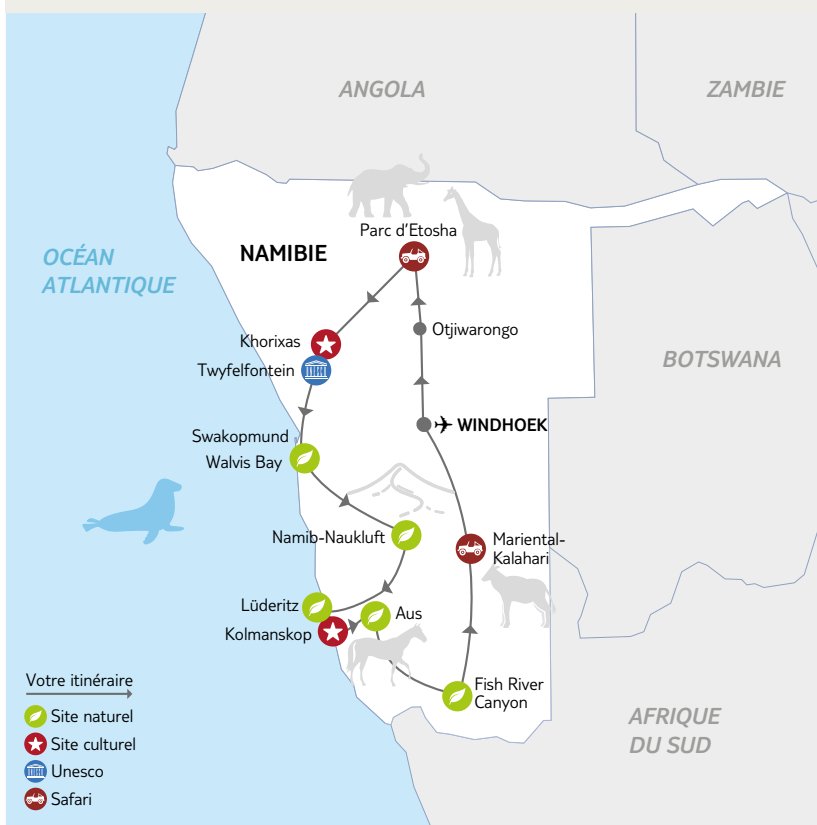 ANGOLA
ZAMBIE
Parc d'Etosha
NAMIBIE
OCÉAN
ATLANTIQUE
Otjiwarongo
Khorixas
Twyfelfontein
BOTSWANA
WINDHOEK
Swakopmund
Walvis Bay
Namib-Naukluft
Mariental-
Kalahari
Lüderitz
Aus
Kolmanskop
Fish River
Canyon
AFRIQUE
DU SUD
Votre itinéraire
Site naturel
Site culturel
Unesco
Safari